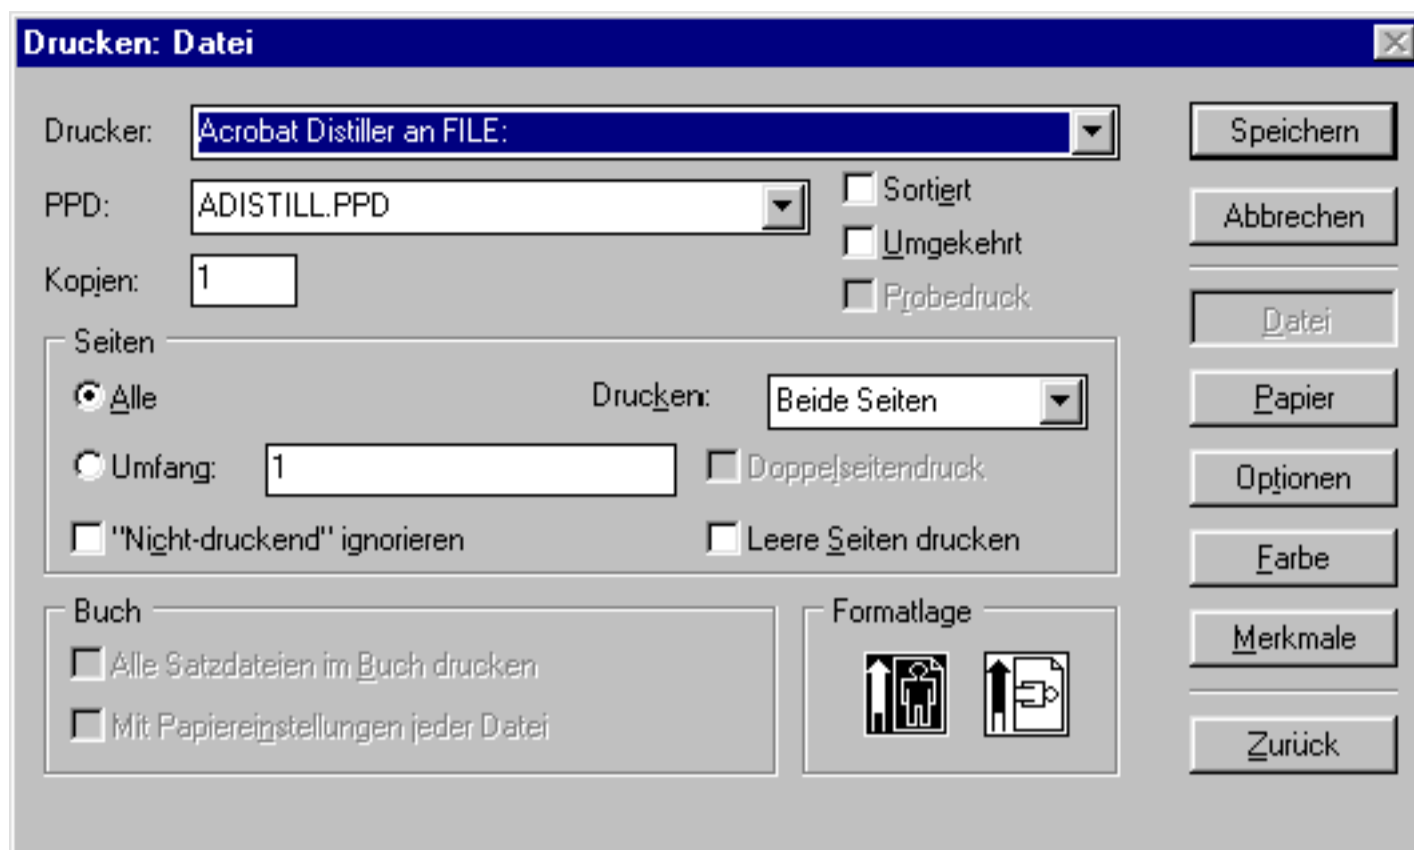 Drucken: Datei
Drucker: Acrobat Distiller an FILE: Speichern
PPD: ADISTILL.PPD Sortiert
Abbrechen
Umgekehrt
Kopien: 1 Probedruck
Datei
Seiten
Alle Drucken: Beide Seiten Papier
Umfang: 1 Doppelseitendruck Optionen
"Nicht-druckend" ignorieren Leere Seiten drucken Farbe
Buch Formatlage
Merkmale
Alle Satzdateien im Buch drucken
Mit Papiereinstellungen jeder Datei Zurück